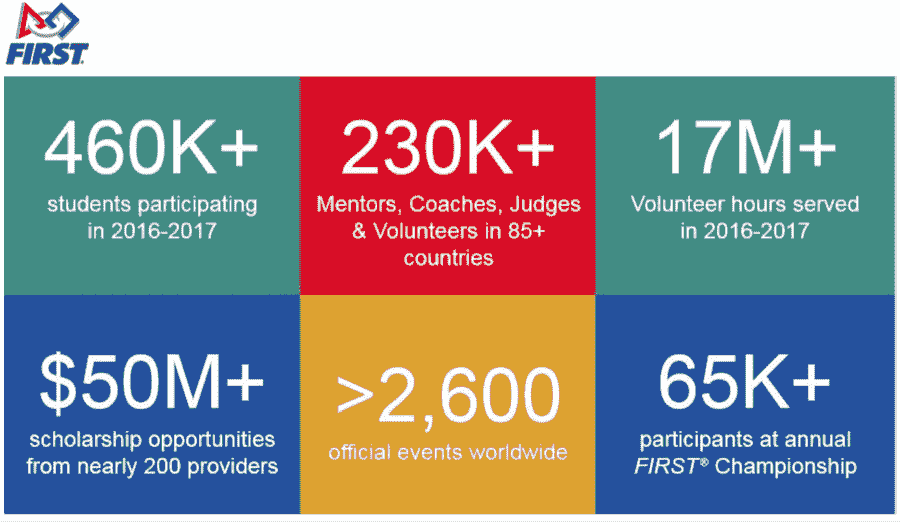 FIRST
460K+
students participating
in 2016-2017
230K+
Mentors, Coaches, Judges
& Volunteers in 85+
countries
17M+
Volunteer hours served
in 2016-2017
$50M+
scholarship opportunities
from nearly 200 providers
>2,600
official events worldwide
65K+
participants at annual
FIRST® Championship